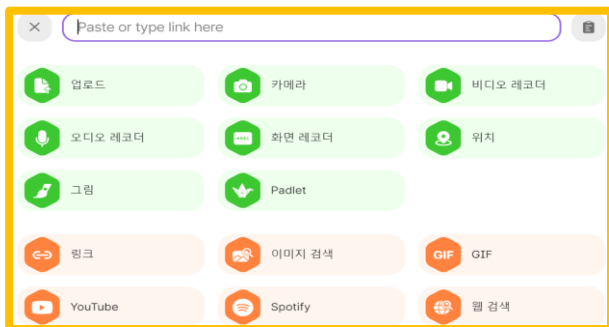 Paste or type link here
업로드
카메라
비디오 레코더
오디오 레코더
화면 레코더
위치
그림
Padlet
링크
이미지 검색
GIF GIF
YouTube
Spotify
웹 검색